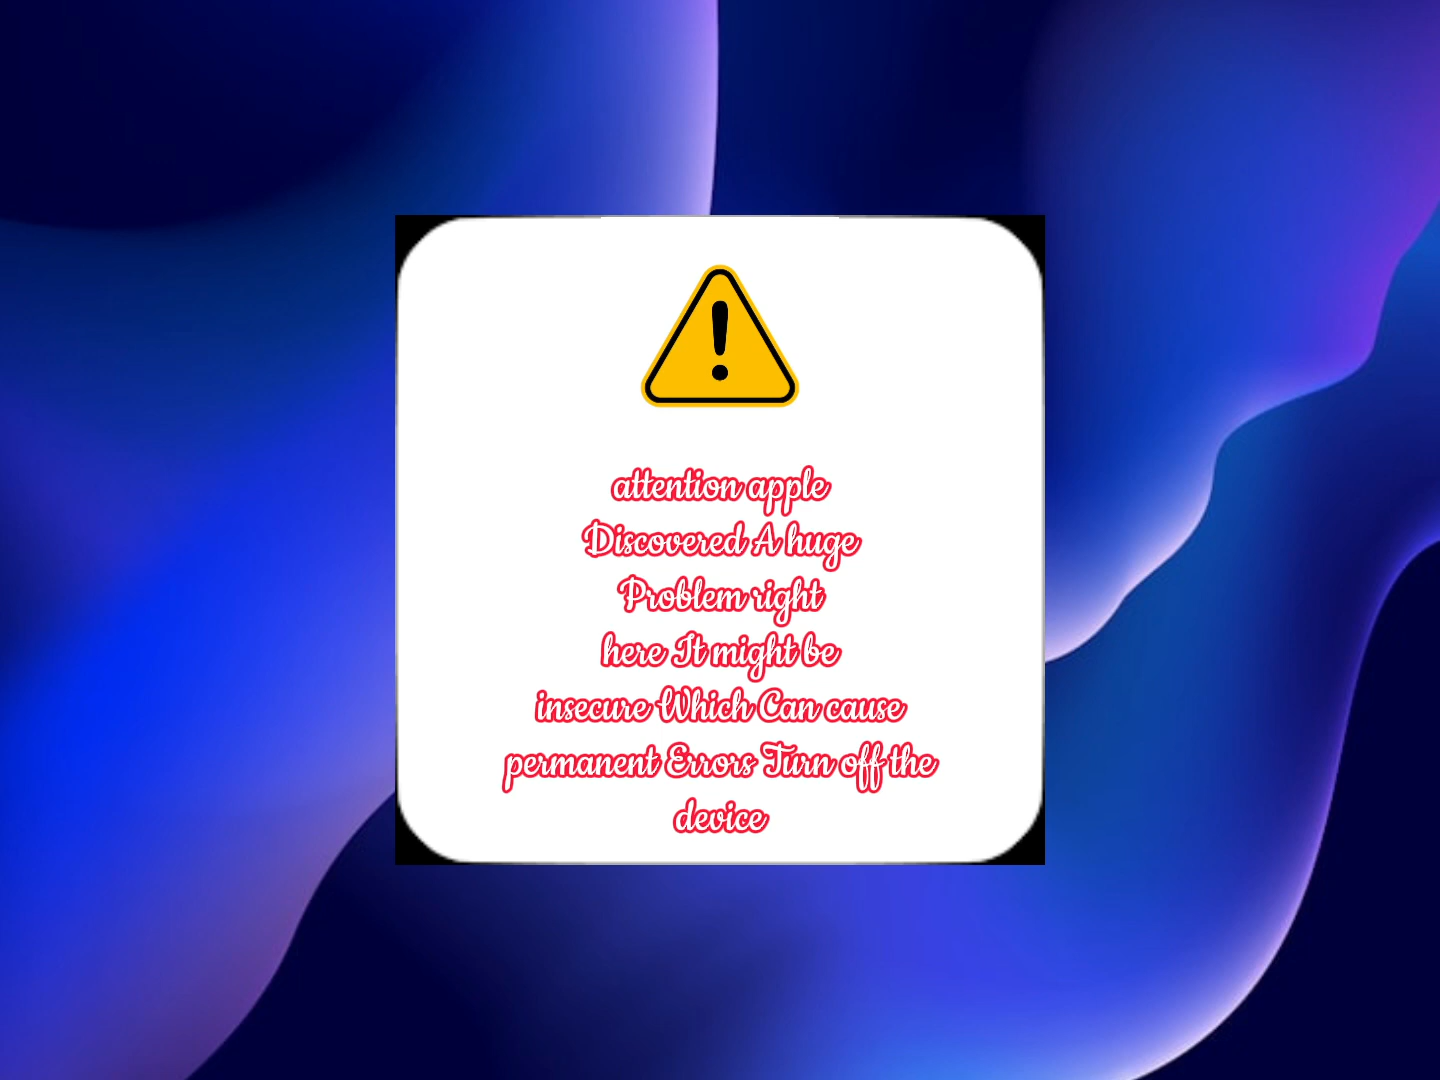 attention apple
Discovered A huge
Problem right
here It might be
insecure Which Can cause
permanent Errors Turn off the
device